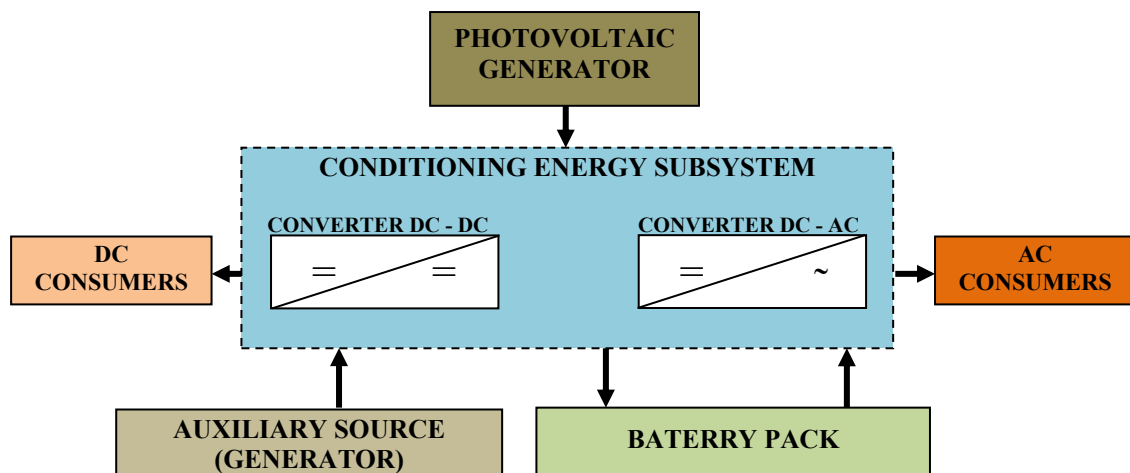 PHOTOVOLTAIC
GENERATOR
CONDITIONING ENERGY SUBSYSTEM
CONVERTER DC - DC
CONVERTER DC - AC
= =
= ~
DC
CONSUMERS
AC
CONSUMERS
AUXILIARY SOURCE
(GENERATOR)
BATERRY PACK